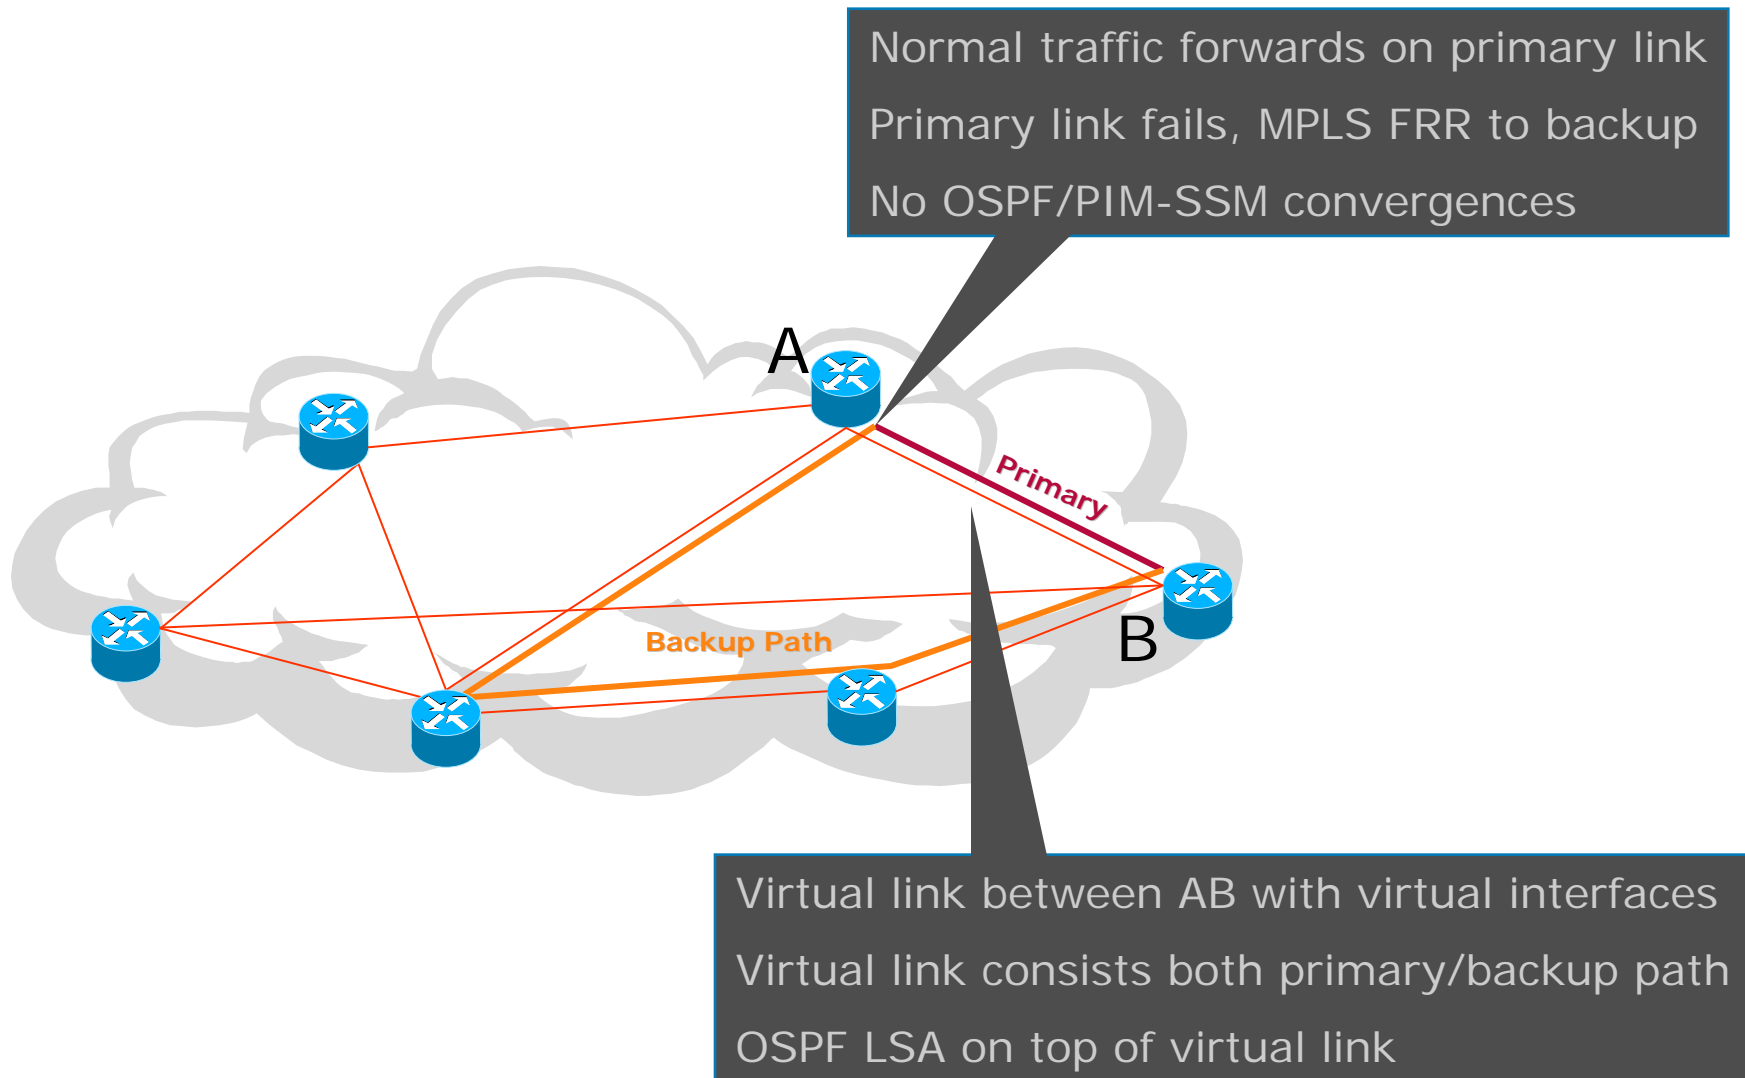 Normal traffic forwards on primary link
Primary link fails, MPLS FRR to backup
No OSPF/PIM-SSM convergences
A
Primary
B
Backup Path
Virtual link between AB with virtual interfaces
Virtual link consists both primary/backup path
OSPF LSA on top of virtual link